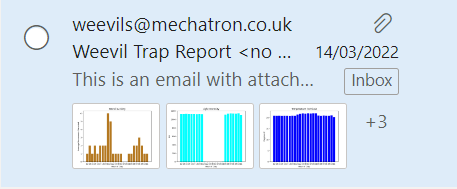 weevils@mechatron.co.uk
Weevil Trap Report <no ... 14/03/2022
This is an email with attach... Inbox
+3